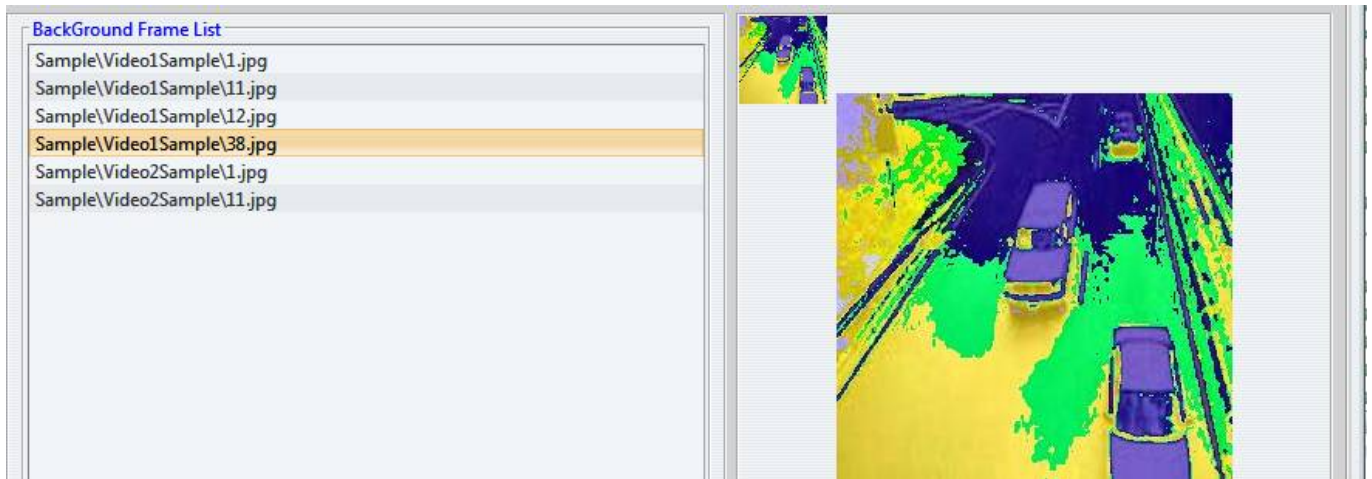 BackGround Frame List
Sample\Video1Sample\1.jpg
Sample\Video1Sample\11.jpg
Sample\Video1Sample\12.jpg
Sample\Video1Sample\38.jpg
Sample\Video2Sample\1.jpg
Sample\Video2Sample\11.jpg